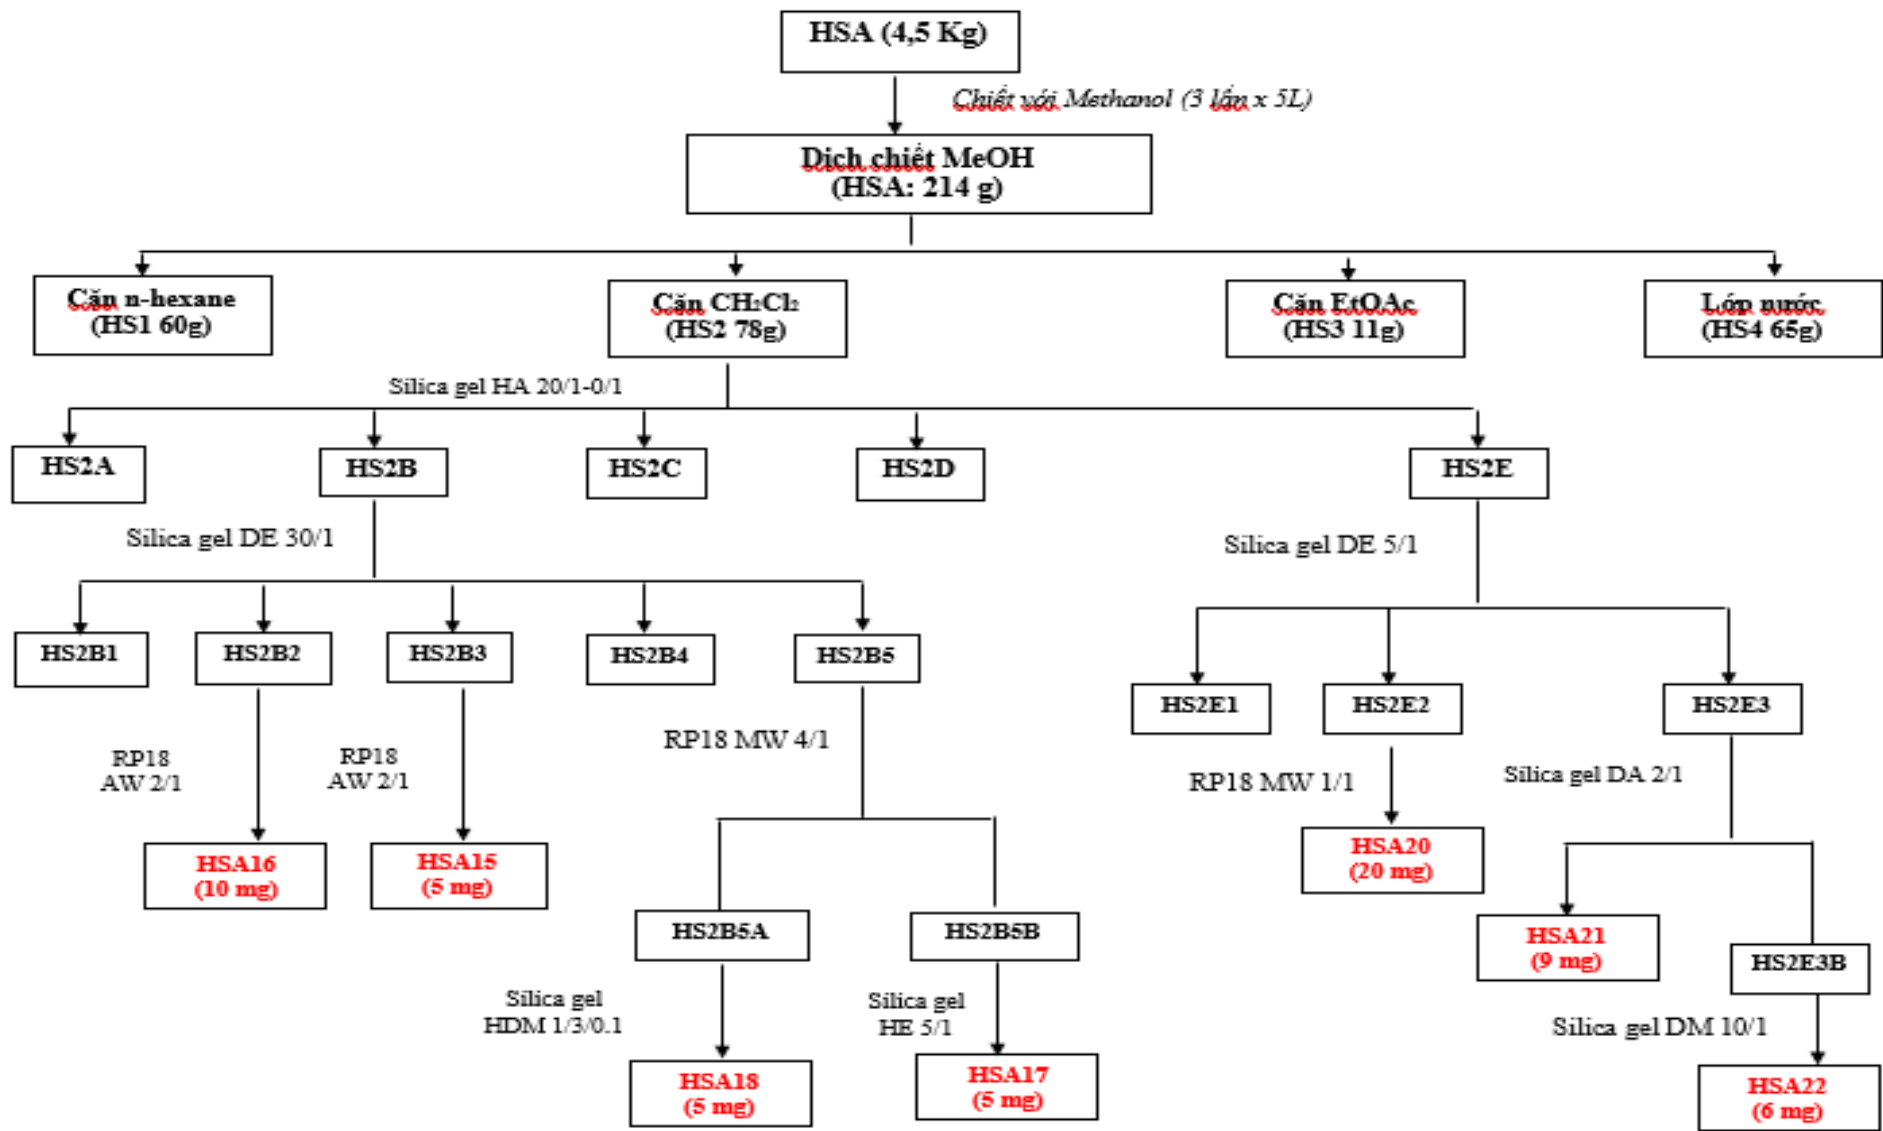 HSA (4,5 Kg)
Chiết với Methanol (3 lần x 5L)
Dịch chiết MeOH
(HSA: 214 g)
Cặn n-hexane
(HS1 60g)
Cặn CH₂Cl₂
(HS2 78g)
Cặn EtOAc
(HS3 11g)
Lớp nước
(HS4 65g)
Silica gel HA 20/1-0/1
HS2A
HS2B
HS2C
HS2D
HS2E
Silica gel DE 30/1
Silica gel DE 5/1
HS2B1
HS2B2
HS2B3
HS2B4
HS2B5
HS2E1
HS2E2
HS2E3
RP18
AW 2/1
RP18
AW 2/1
RP18 MW 4/1
RP18 MW 1/1
Silica gel DA 2/1
HSA16
(10 mg)
HSA15
(5 mg)
HSA20
(20 mg)
HS2B5A
HS2B5B
HSA21
(9 mg)
HS2E3B
Silica gel
HDM 1/3/0.1
Silica gel
HE 5/1
Silica gel DM 10/1
HSA18
(5 mg)
HSA17
(5 mg)
HSA22
(6 mg)